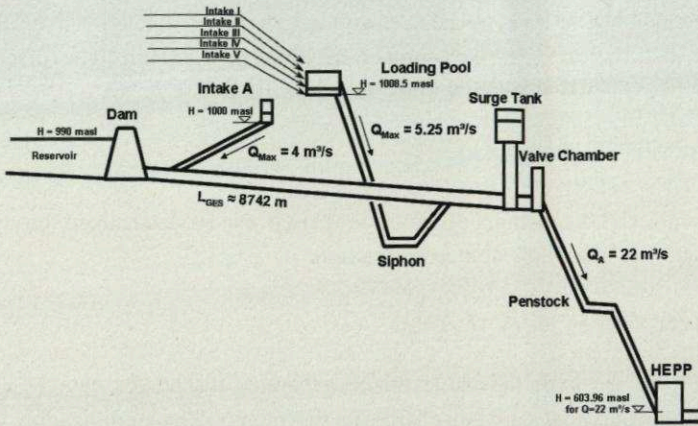 Intake I
Intake II
Intake III
Intake IV
Intake V
Loading Pool
H = 1008.5 masl
Intake A
H = 1000 masl
Surge Tank
Dam
H = 990 masl
Reservoir
QMax = 4 m³/s
QMax = 5.25 m³/s
Valve Chamber
LGES ≈ 8742 m
Siphon
QA = 22 m³/s
Penstock
HEPP
H = 603.96 masl
for Q=22 m³/s